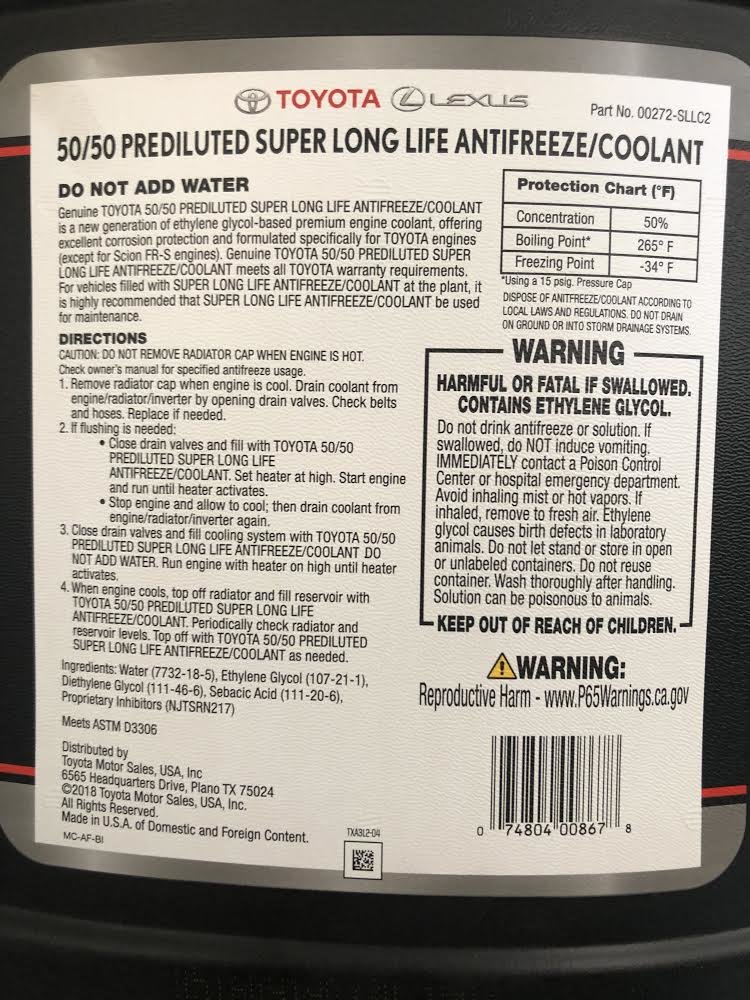 TOYOTA LEXUS
Part No. 00272-SLLC2
50/50 PREDILUTED SUPER LONG LIFE ANTIFREEZE/COOLANT
DO NOT ADD WATER
Genuine TOYOTA 50/50 PREDILUTED SUPER LONG LIFE ANTIFREEZE/COOLANT
is a new generation of ethylene glycol-based premium engine coolant, offering
excellent corrosion protection and formulated specifically for TOYOTA engines
(except for Scion FR-S engines). Genuine TOYOTA 50/50 PREDILUTED SUPER
LONG LIFE ANTIFREEZE/COOLANT meets all TOYOTA warranty requirements.
For vehicles filled with SUPER LONG LIFE ANTIFREEZE/COOLANT at the plant, it
is highly recommended that SUPER LONG LIFE ANTIFREEZE/COOLANT be used
for maintenance.
DIRECTIONS
CAUTION: DO NOT REMOVE RADIATOR CAP WHEN ENGINE IS HOT.
Check owner's manual for specified antifreeze usage.
1. Remove radiator cap when engine is cool. Drain coolant from
engine/radiator/inverter by opening drain valves. Check belts
and hoses. Replace if needed.
2. If flushing is needed:
• Close drain valves and fill with TOYOTA 50/50
PREDILUTED SUPER LONG LIFE
ANTIFREEZE/COOLANT. Set heater at high. Start engine
and run until heater activates.
• Stop engine and allow to cool; then drain coolant from
engine/radiator/inverter again.
3. Close drain valves and fill cooling system with TOYOTA 50/50
PREDILUTED SUPER LONG LIFE ANTIFREEZE/COOLANT DO
NOT ADD WATER. Run engine with heater on high until heater
activates.
4. When engine cools, top off radiator and fill reservoir with
TOYOTA 50/50 PREDILUTED SUPER LONG LIFE
ANTIFREEZE/COOLANT. Periodically check radiator and
reservoir levels. Top off with TOYOTA 50/50 PREDILUTED
SUPER LONG LIFE ANTIFREEZE/COOLANT as needed.
Ingredients: Water (7732-18-5), Ethylene Glycol (107-21-1),
Diethylene Glycol (111-46-6), Sebacic Acid (111-20-6),
Proprietary Inhibitors (NJTSRN217)
Meets ASTM D3306
Distributed by
Toyota Motor Sales, USA, Inc
6565 Headquarters Drive, Plano TX 75024
©2018 Toyota Motor Sales, USA, Inc.
All Rights Reserved.
Made in U.S.A. of Domestic and Foreign Content.
MC-AF-BI
TXA3L2-04
Protection Chart (°F)
Concentration 50%
Boiling Point* 265° F
Freezing Point -34° F
*Using a 15 psig. Pressure Cap
DISPOSE OF ANITFREEZE/COOLANT ACCORDING TO
LOCAL LAWS AND REGULATIONS. DO NOT DRAIN
ON GROUND OR INTO STORM DRAINAGE SYSTEMS.
WARNING
HARMFUL OR FATAL IF SWALLOWED.
CONTAINS ETHYLENE GLYCOL.
Do not drink antifreeze or solution. If
swallowed, do NOT induce vomiting.
IMMEDIATELY contact a Poison Control
Center or hospital emergency department.
Avoid inhaling mist or hot vapors. If
inhaled, remove to fresh air. Ethylene
glycol causes birth defects in laboratory
animals. Do not let stand or store in open
or unlabeled containers. Do not reuse
container. Wash thoroughly after handling.
Solution can be poisonous to animals.
KEEP OUT OF REACH OF CHILDREN.
WARNING:
Reproductive Harm - www.P65Warnings.ca.gov
0 74804 00867 8